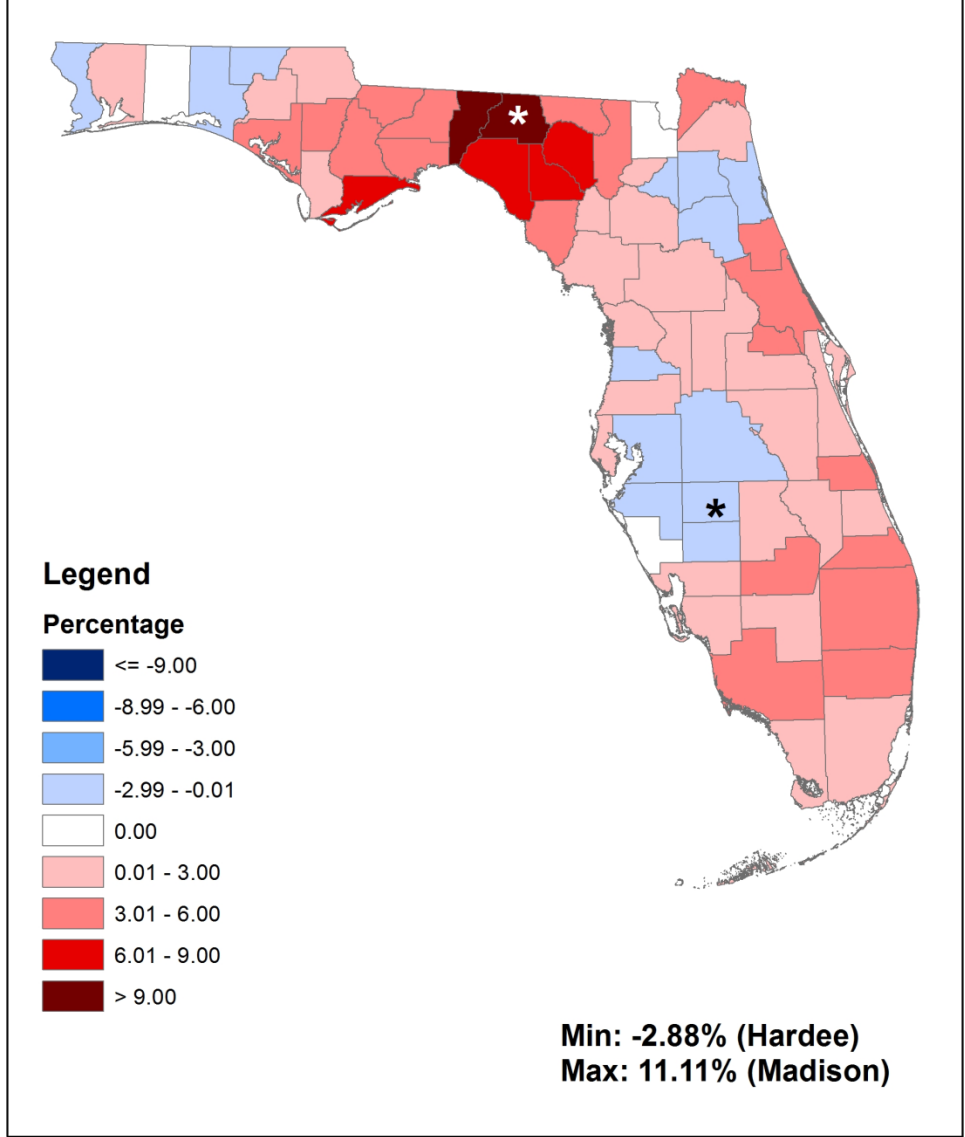 *
*
Legend
Percentage
<= -9.00
-8.99 - -6.00
-5.99 - -3.00
-2.99 - -0.01
0.00
0.01 - 3.00
3.01 - 6.00
6.01 - 9.00
> 9.00
Min: -2.88% (Hardee)
Max: 11.11% (Madison)